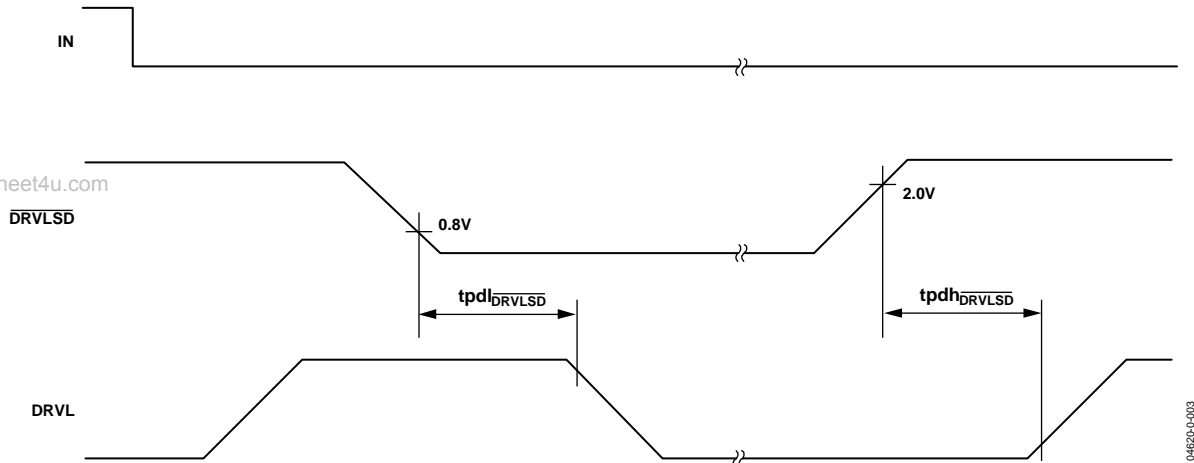 IN
neet4u.com
DRVLSD
0.8V
2.0V
tpdlDRVLSD
tpdhDRVLSD
DRVL
04620-0-003